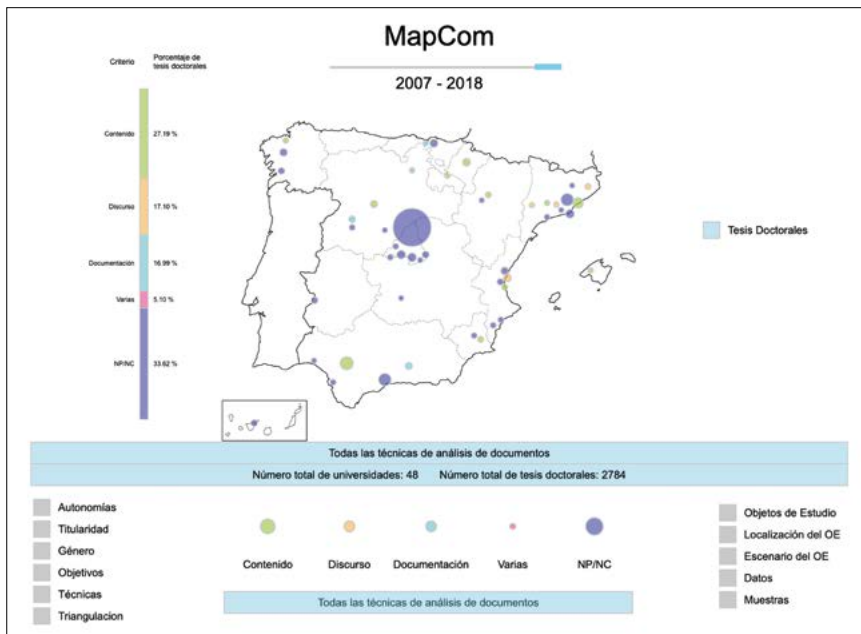 MapCom
2007 - 2018
Criterio
Porcentaje de
tesis doctorales
Contenido 27.19 %
Discurso 17.10 %
Documentación 16.99 %
Varias 5.10 %
NP/NC 33.62 %
Tesis Doctorales
Todas las técnicas de análisis de documentos
Número total de universidades: 48 Número total de tesis doctorales: 2784
Autonomías
Titularidad
Género
Objetivos
Técnicas
Triangulacion
Contenido Discurso Documentación Varias NP/NC
Todas las técnicas de análisis de documentos
Objetos de Estudio
Localización del OE
Escenario del OE
Datos
Muestras